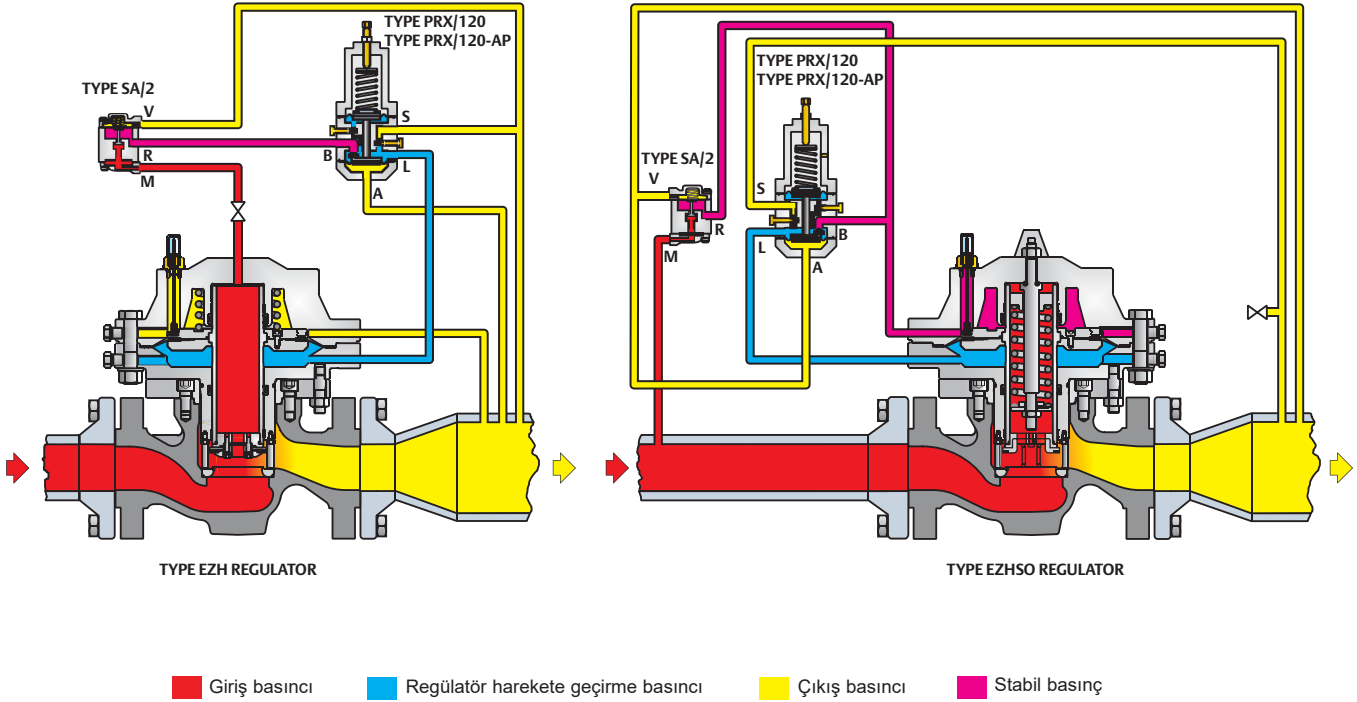 TYPE PRX/120
TYPE PRX/120-AP
TYPE SA/2
V
R
M
B
S
L
A
TYPE EZH REGULATOR
TYPE PRX/120
TYPE PRX/120-AP
TYPE SA/2
V
R
M
S
L
B
A
TYPE EZHSO REGULATOR
Giriş basıncı
Regülatör harekete geçirme basıncı
Çıkış basıncı
Stabil basınç